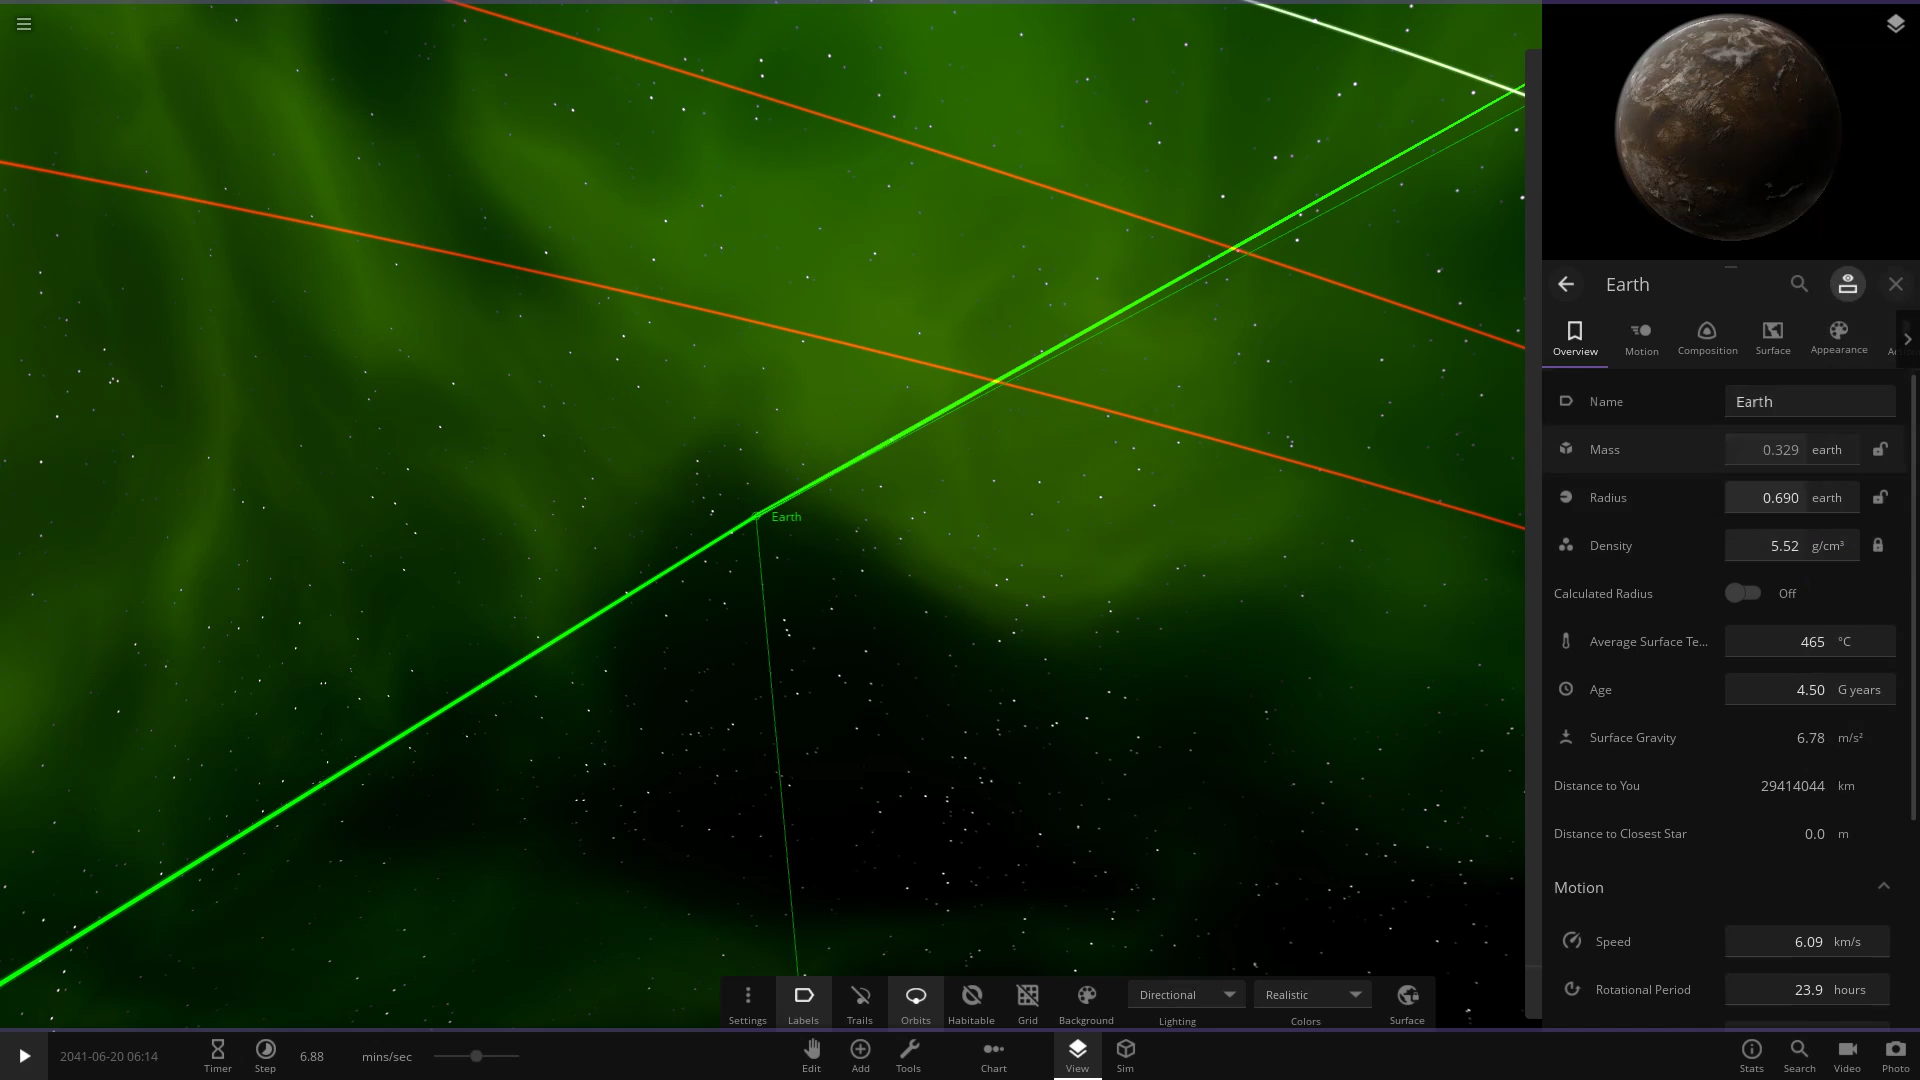 Earth
Earth
Overview
Motion
Composition
Surface
Appearance
Name
Earth
Mass
0.329 earth
Radius
0.690 earth
Density
5.52 g/cm³
Calculated Radius
Off
Average Surface Te...
465 °C
Age
4.50 G years
Surface Gravity
6.78 m/s²
Distance to You
29414044 km
Distance to Closest Star
0.0 m
Motion
Speed
6.09 km/s
Rotational Period
23.9 hours
Settings
Labels
Trails
Orbits
Habitable
Grid
Background
Directional
Lighting
Realistic
Colors
Surface
2041-06-20 06:14
Timer
Step
6.88 mins/sec
Edit
Add
Tools
Chart
View
Sim
Stats
Search
Video
Photo